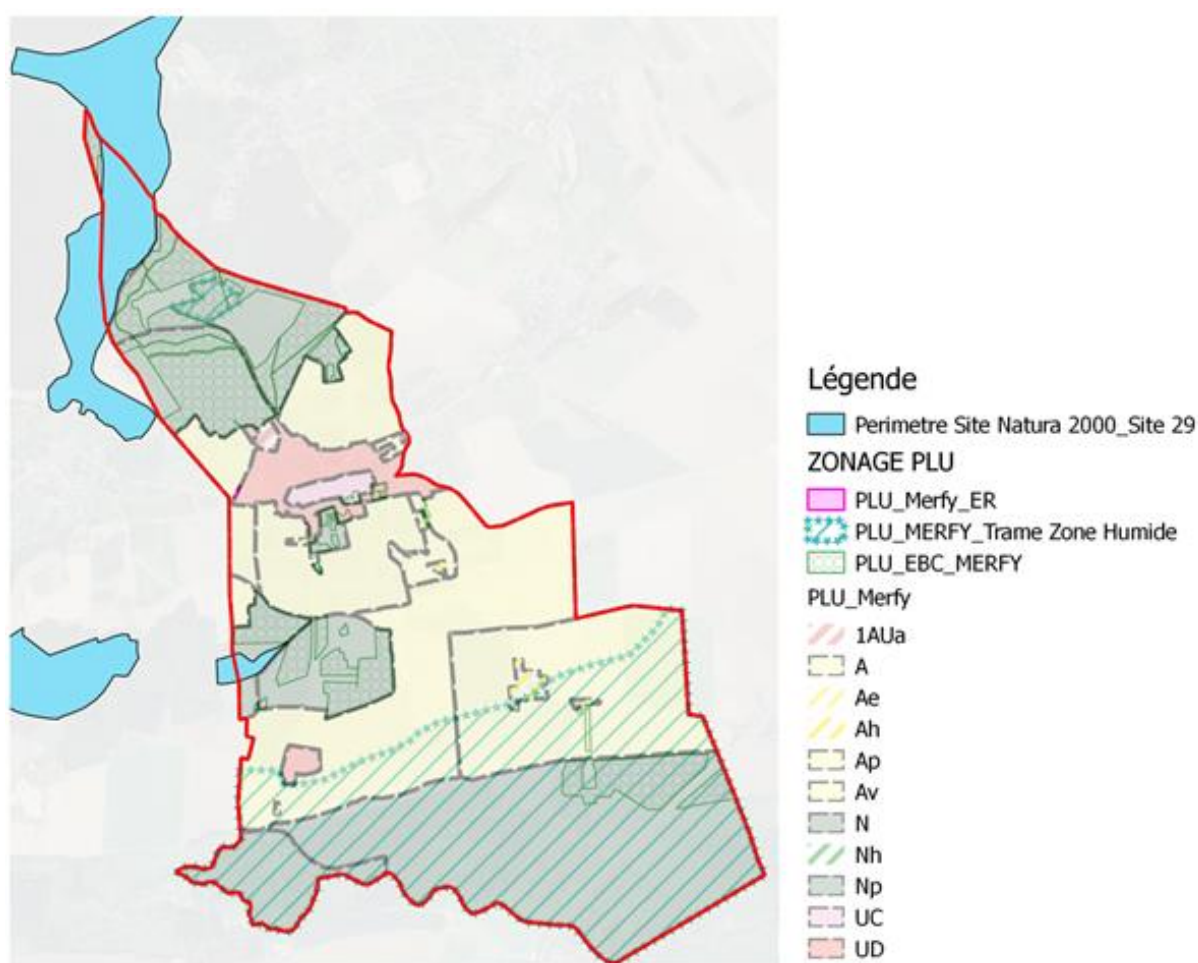 Légende
Perimetre Site Natura 2000_Site 29
ZONAGE PLU
PLU_Merfy_ER
PLU_MERFY_Trame Zone Humide
PLU_EBC_MERFY
PLU_Merfy
1AUa
A
Ae
Ah
Ap
Av
N
Nh
Np
UC
UD